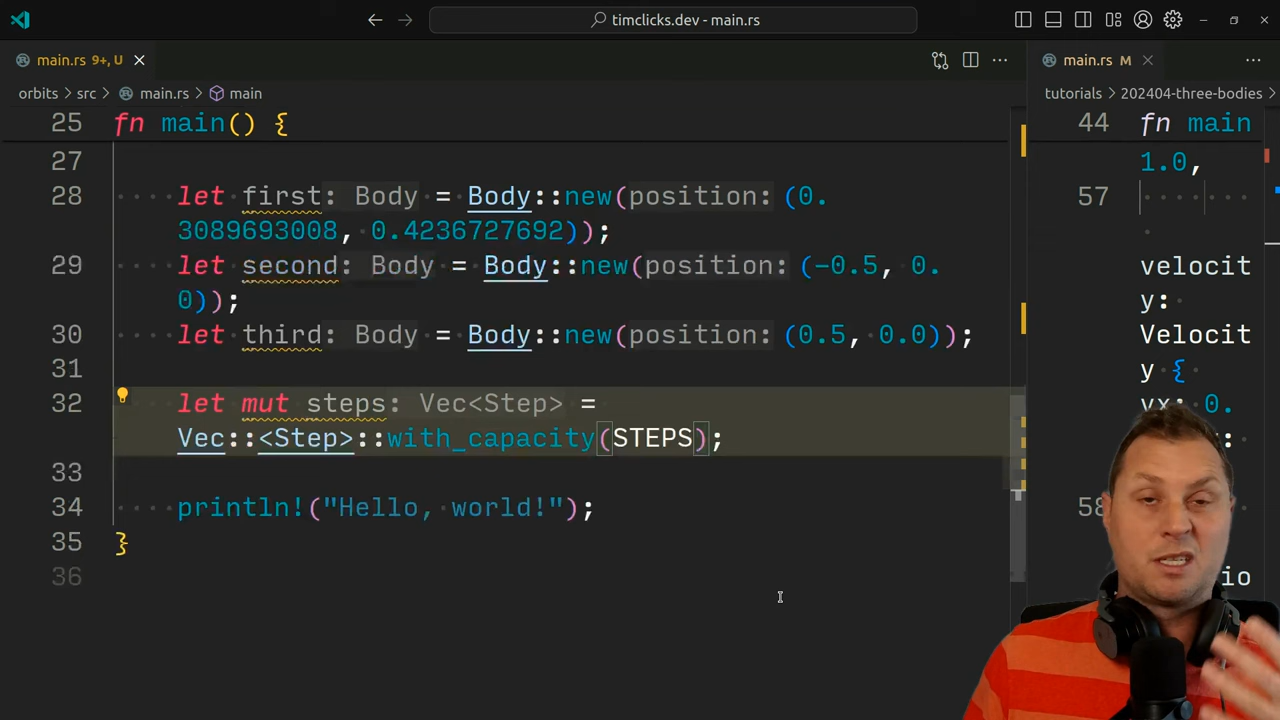 timclicks.dev - main.rs
main.rs 9+, U
main.rs M
orbits > src > main.rs > main
tutorials > 202404-three-bodies >
25 fn main() {
27
28 let first: Body = Body::new(position: (0.
3089693008, 0.4236727692));
29 let second: Body = Body::new(position: (-0.5, 0.
0));
30 let third: Body = Body::new(position: (0.5, 0.0));
31
32 let mut steps: Vec<Step> =
Vec::<Step>::with_capacity(STEPS);
33
34 println!("Hello, world!");
35 }
36
44 fn main
1.0,
57
velocit
y:
Velocit
y {
vx: 0.
58
io